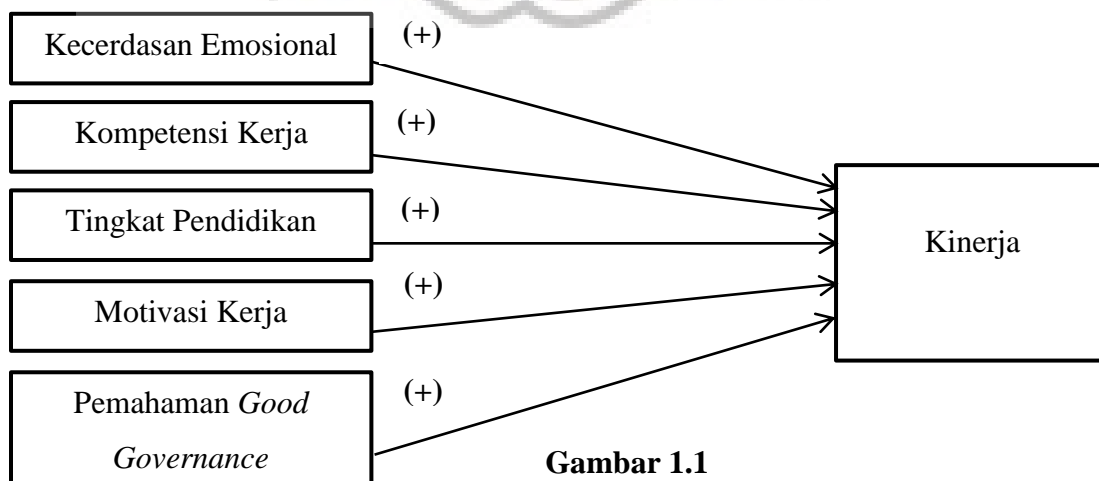 Kecerdasan Emosional
(+)
Kompetensi Kerja
(+)
Tingkat Pendidikan
(+)
Kinerja
Motivasi Kerja
(+)
Pemahaman Good
Governance
(+)
Gambar 1.1